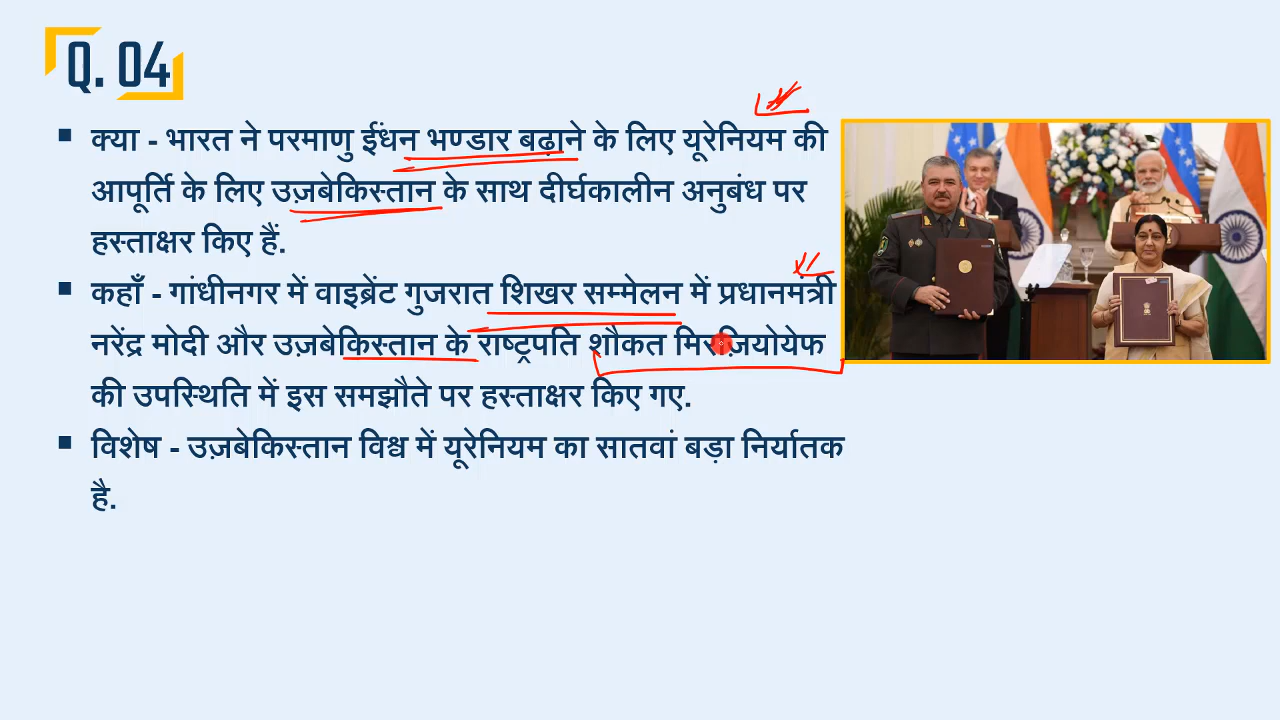 Q. 04
क्या - भारत ने परमाणु ईंधन भण्डार बढ़ाने के लिए यूरेनियम की
आपूर्ति के लिए उज़बेकिस्तान के साथ दीर्घकालीन अनुबंध पर
हस्ताक्षर किए हैं.
कहाँ - गांधीनगर में वाइब्रेंट गुजरात शिखर सम्मेलन में प्रधानमंत्री
नरेंद्र मोदी और उज़बेकिस्तान के राष्ट्रपति शौकत मिरज़ियोयेफ
की उपस्थिति में इस समझौते पर हस्ताक्षर किए गए.
विशेष - उज़बेकिस्तान विश्व में यूरेनियम का सातवां बड़ा निर्यातक
है.